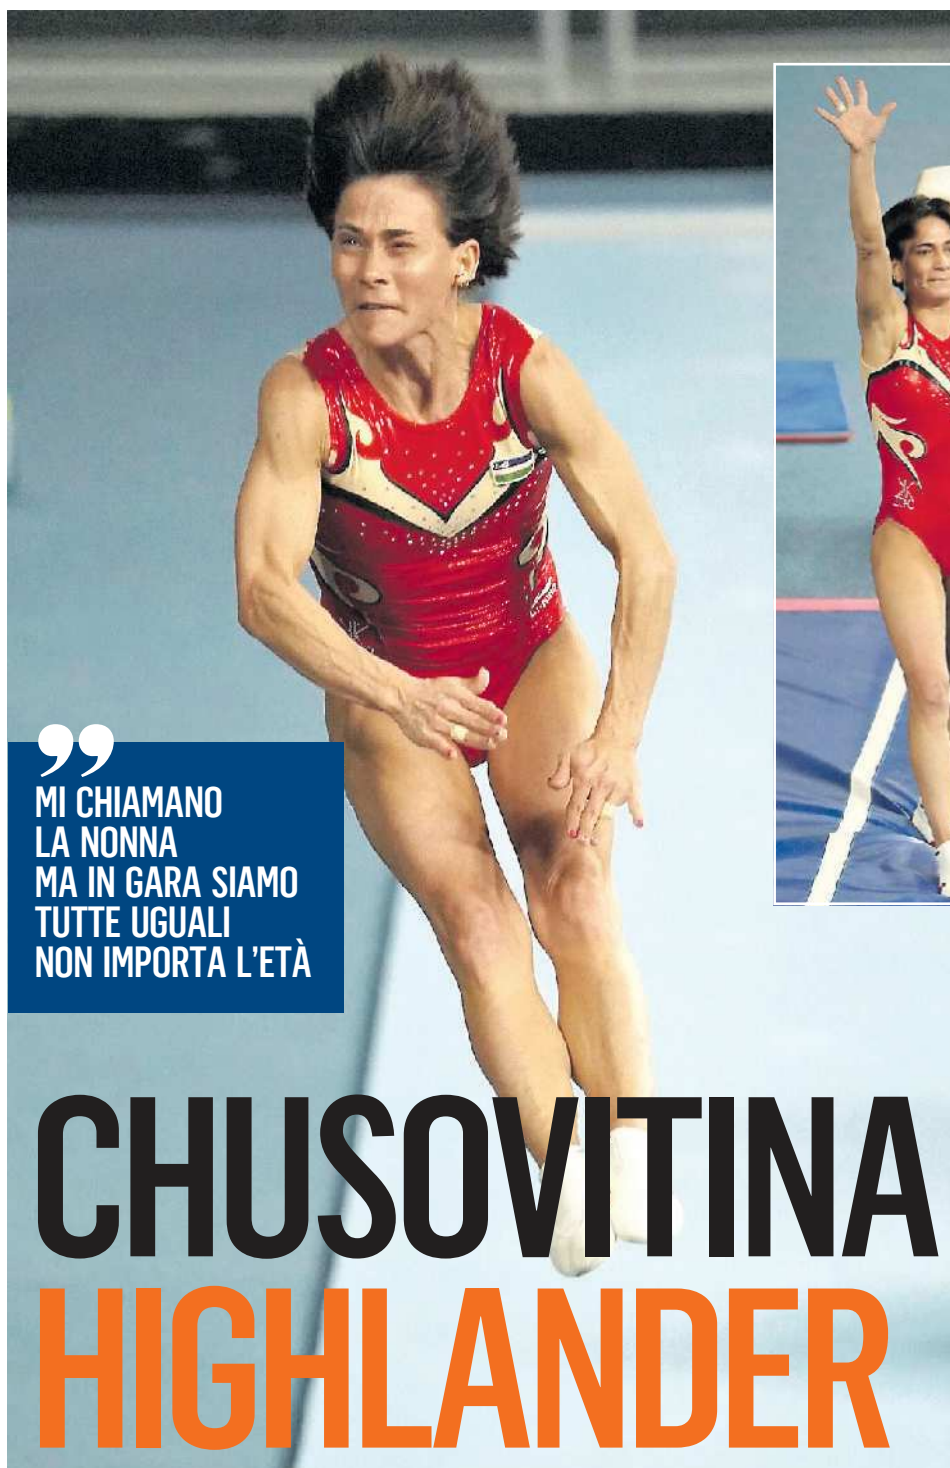 ”
MI CHIAMANO
LA NONNA
MA IN GARA SIAMO
TUTTE UGUALI
NON IMPORTA L’ETÀ
CHUSOVITINA
HIGHLANDER